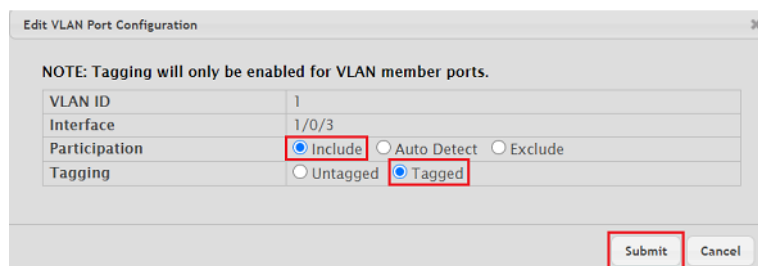 Edit VLAN Port Configuration
NOTE: Tagging will only be enabled for VLAN member ports.
VLAN ID 1
Interface 1/0/3
Participation Include Auto Detect Exclude
Tagging Untagged Tagged
Submit Cancel